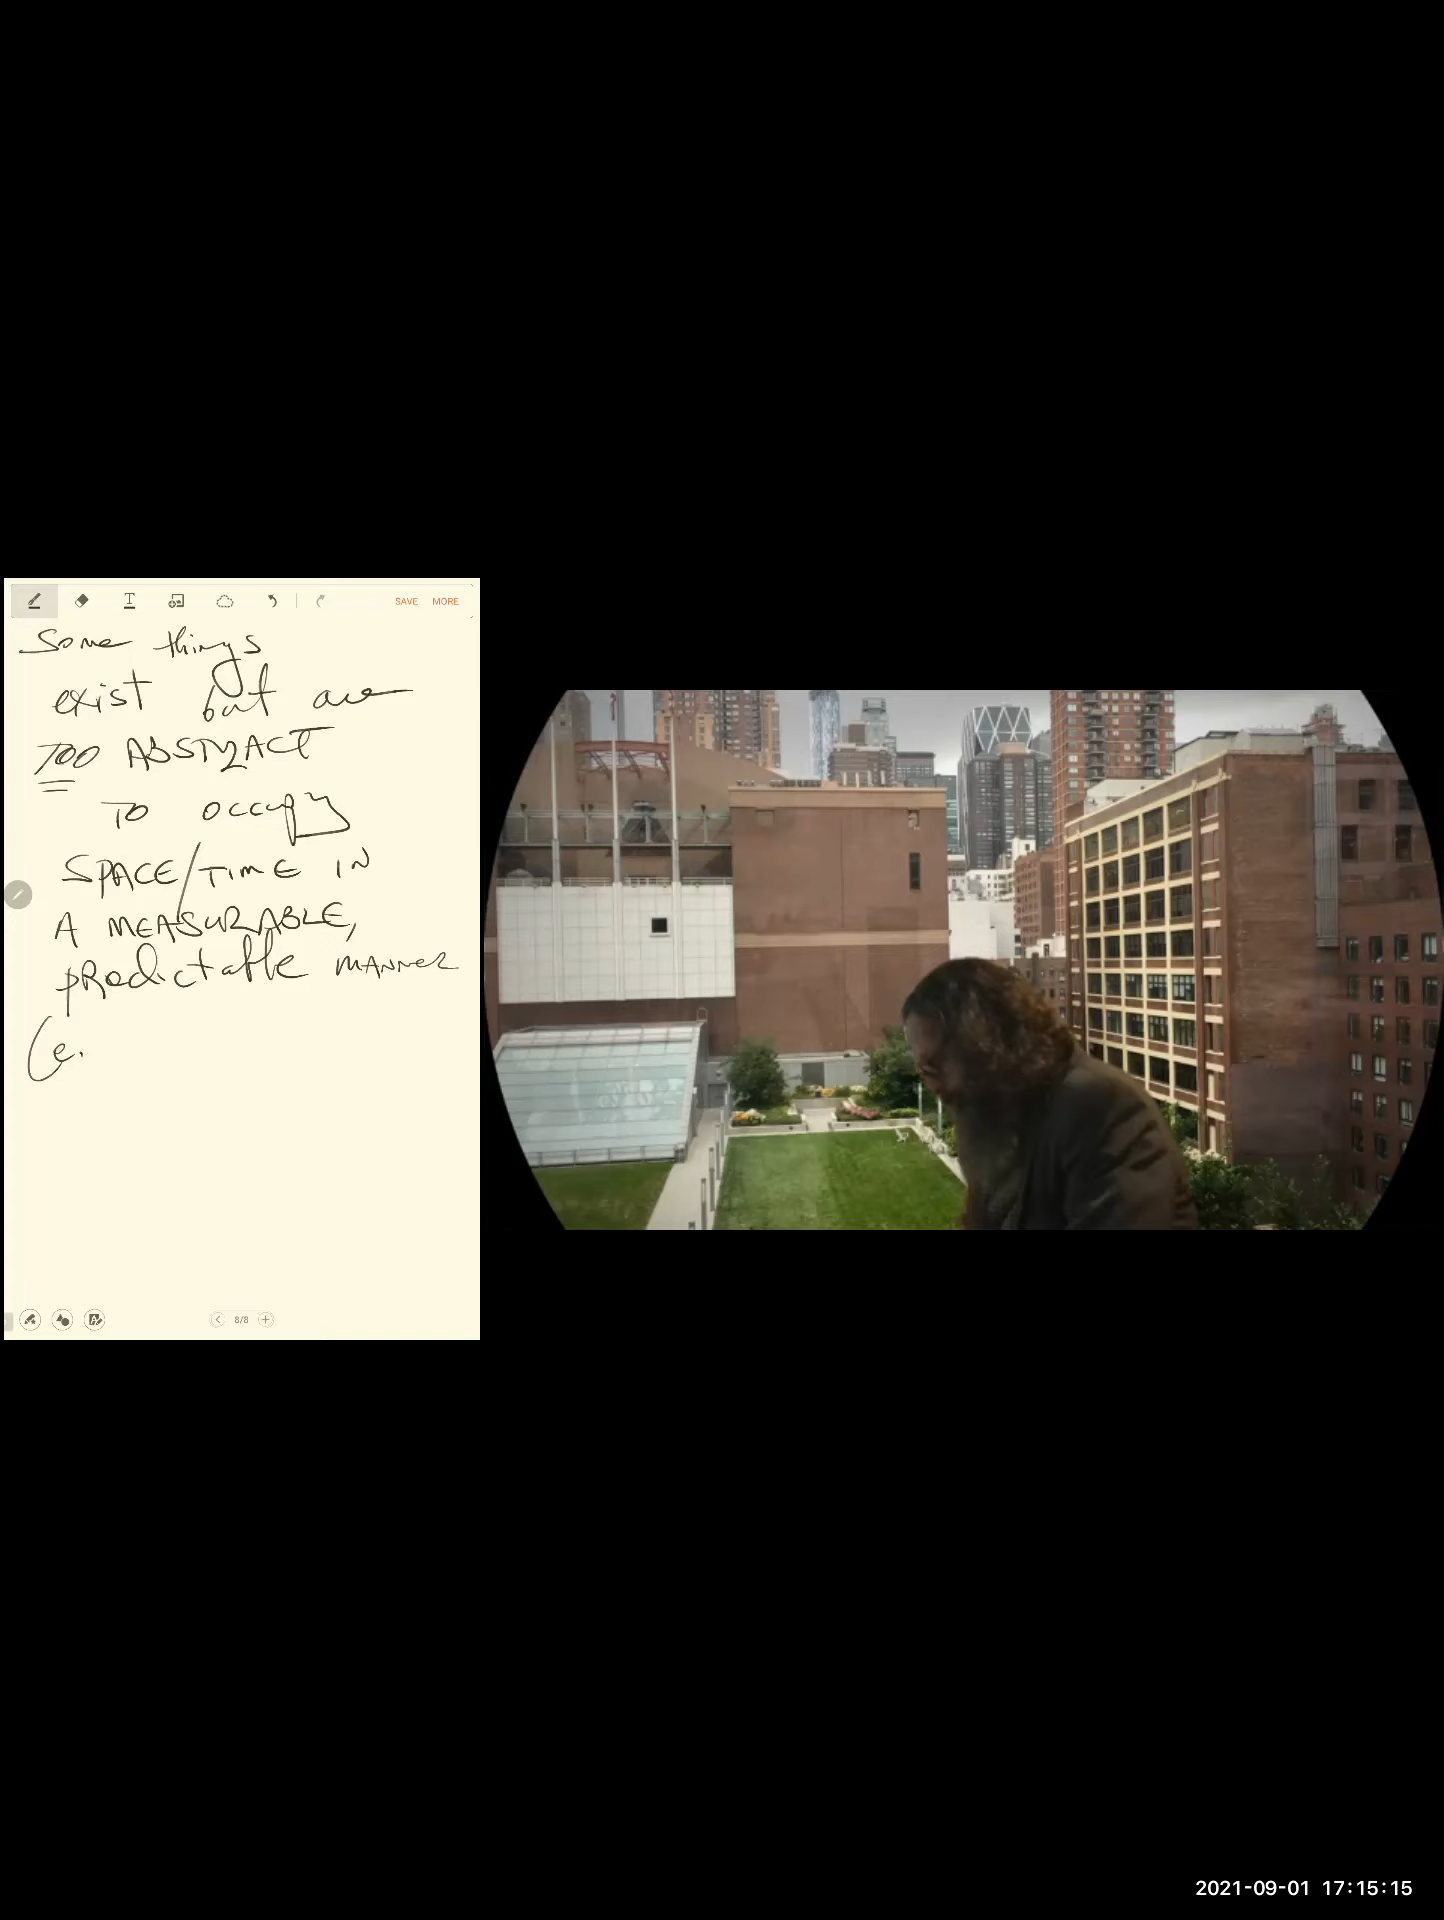 SAVE MORE
Some things
exist but are
TOO ABSTRACT
TO occupy
SPACE/TIME IN
A MEASURABLE,
predictable manner
(e.
8/8
2021-09-01 17:15:15